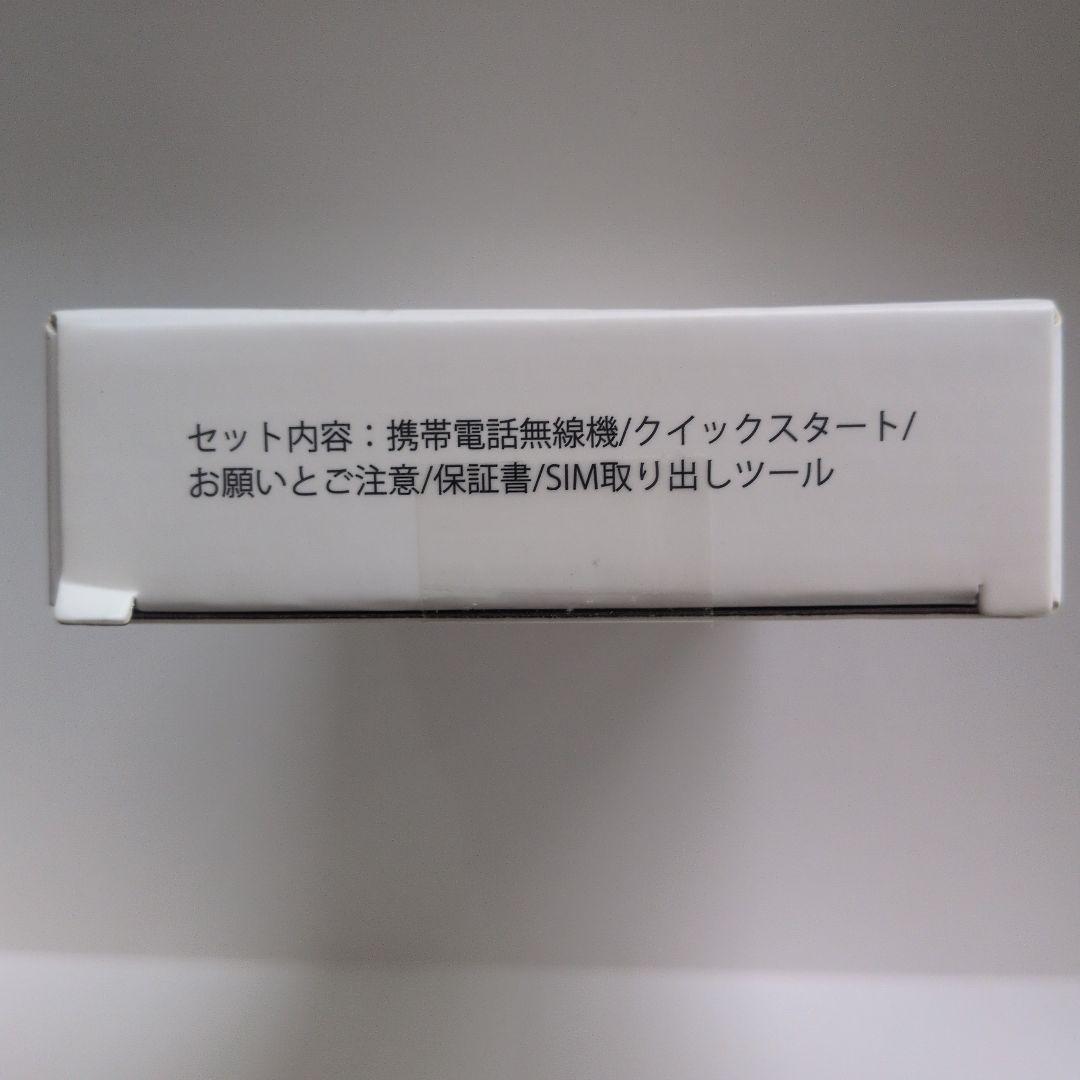 セット内容：携帯電話無線機/クイックスタート/
お願いとご注意/保証書/SIM取り出しツール